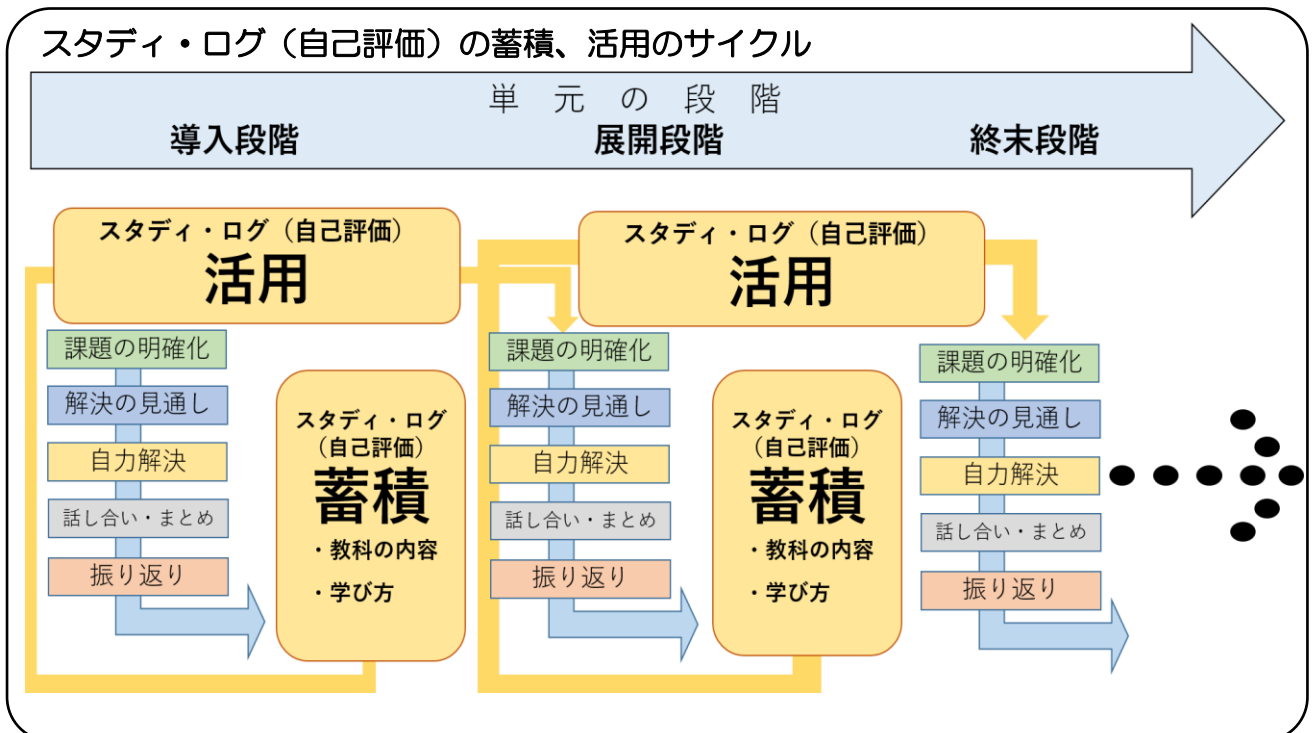 スタディ・ログ（自己評価）の蓄積、活用のサイクル
単元の段階
導入段階
展開段階
終末段階
スタディ・ログ（自己評価）
活用
課題の明確化
解決の見通し
自力解決
話し合い・まとめ
振り返り
スタディ・ログ
（自己評価）
蓄積
・教科の内容
・学び方
スタディ・ログ（自己評価）
活用
課題の明確化
解決の見通し
自力解決
話し合い・まとめ
振り返り
スタディ・ログ
（自己評価）
蓄積
・教科の内容
・学び方
課題の明確化
解決の見通し
自力解決
話し合い・まとめ
振り返り